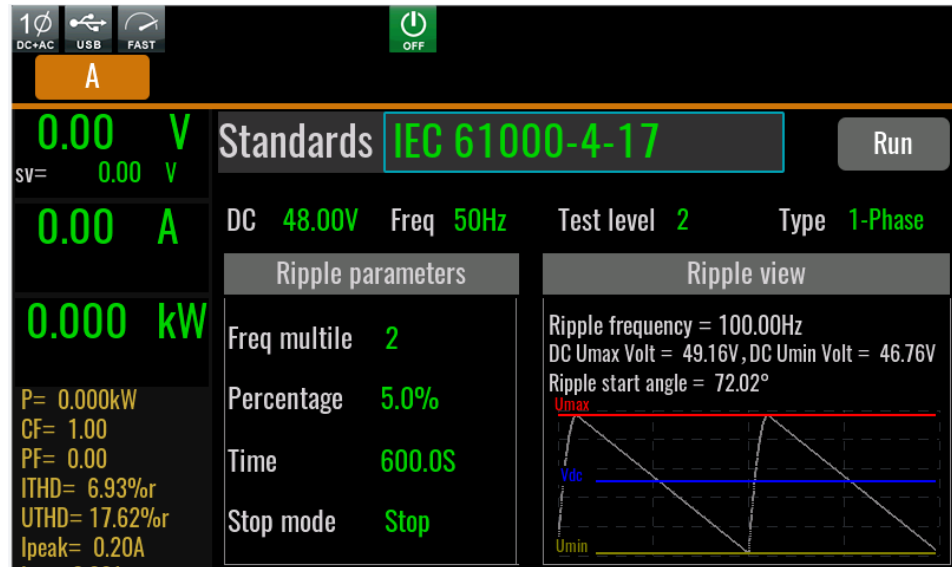 1Ø
DC+AC USB FAST OFF
A
0.00 V
sv= 0.00 V
0.00 A
0.000 kW
P= 0.000kW
CF= 1.00
PF= 0.00
ITHD= 6.93%r
UTHD= 17.62%r
Ipeak= 0.20A
Standards IEC 61000-4-17 Run
DC 48.00V Freq 50Hz Test level 2 Type 1-Phase
Ripple parameters
Freq multile 2
Percentage 5.0%
Time 600.0S
Stop mode Stop
Ripple view
Ripple frequency = 100.00Hz
DC Umax Volt = 49.16V, DC Umin Volt = 46.76V
Ripple start angle = 72.02°
Umax
Vdc
Umin